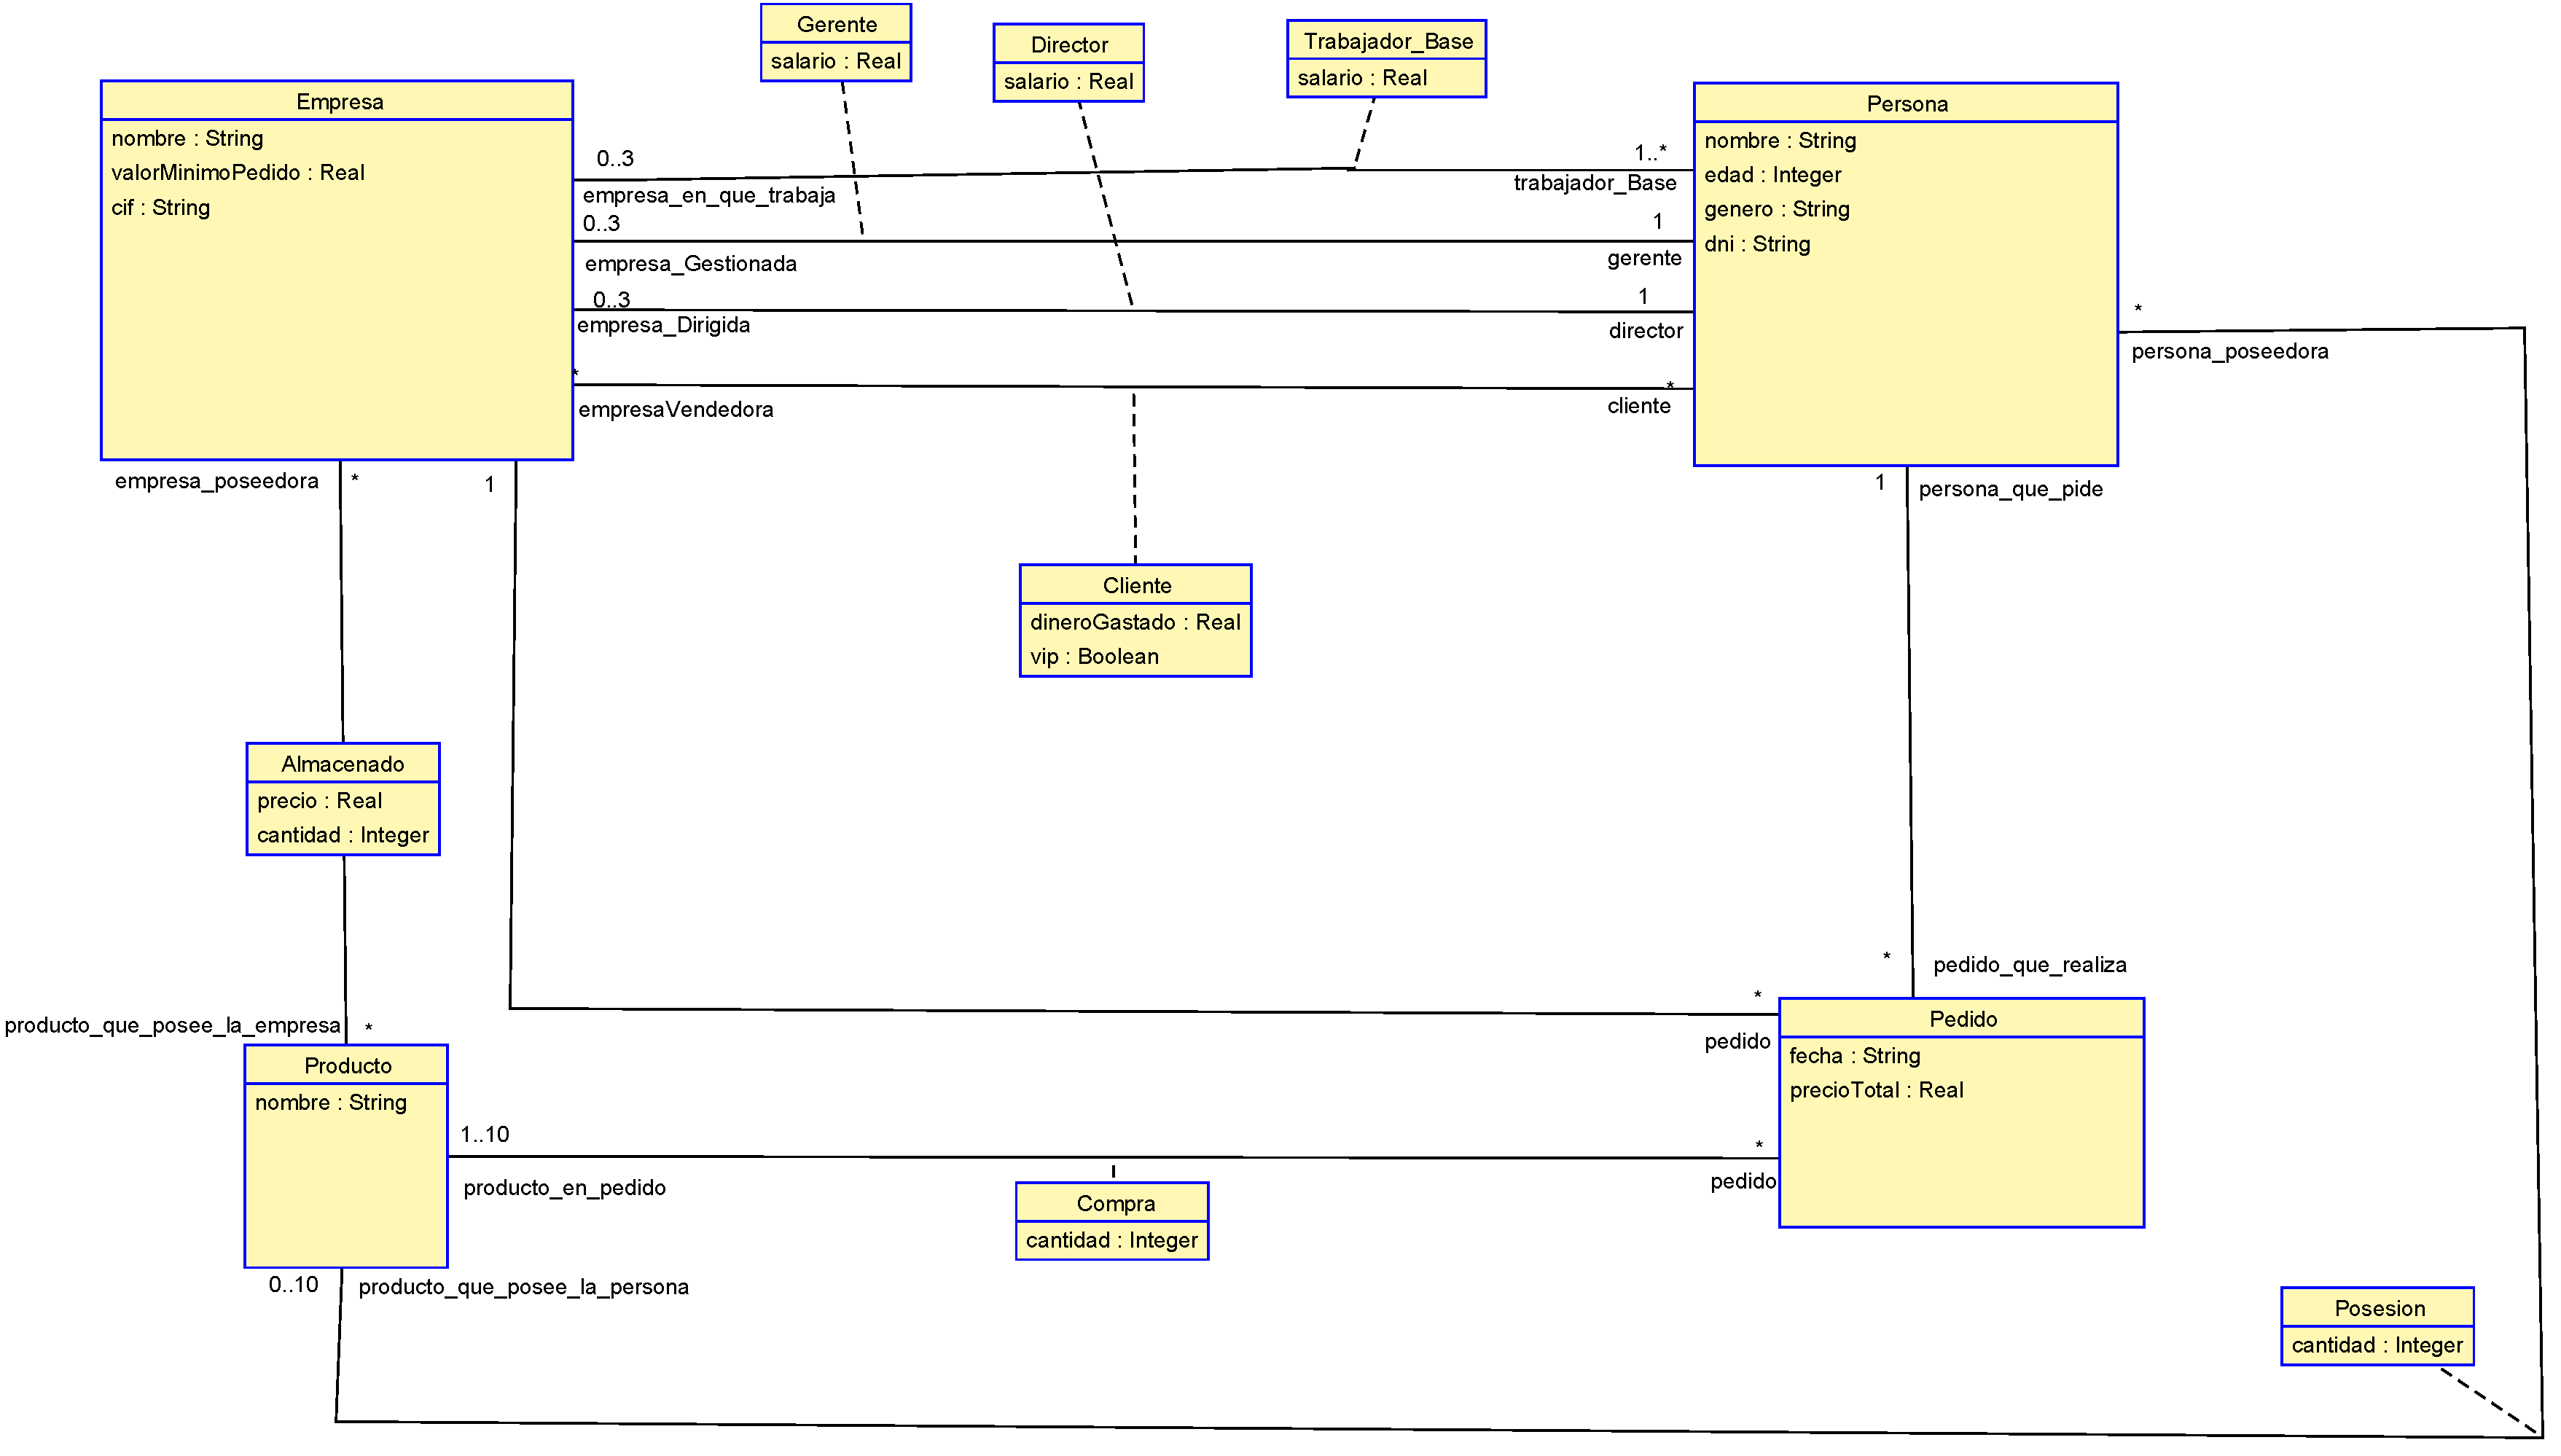 Gerente
salario : Real
Director
salario : Real
Trabajador_Base
salario : Real
Empresa
nombre : String
valorMinimoPedido : Real
cif : String
Persona
nombre : String
edad : Integer
genero : String
dni : String
0..3
1..*
empresa_en_que_trabaja
trabajador_Base
0..3
1
empresa_Gestionada
gerente
0..3
1
empresa_Dirigida
director
*
*
empresaVendedora
cliente
*
persona_poseedora
empresa_poseedora
*
1
1
persona_que_pide
Cliente
dineroGastado : Real
vip : Boolean
Almacenado
precio : Real
cantidad : Integer
*
pedido_que_realiza
producto_que_posee_la_empresa
*
*
pedido
Producto
nombre : String
Pedido
fecha : String
precioTotal : Real
1..10
*
producto_en_pedido
pedido
Compra
cantidad : Integer
0..10
producto_que_posee_la_persona
Posesion
cantidad : Integer